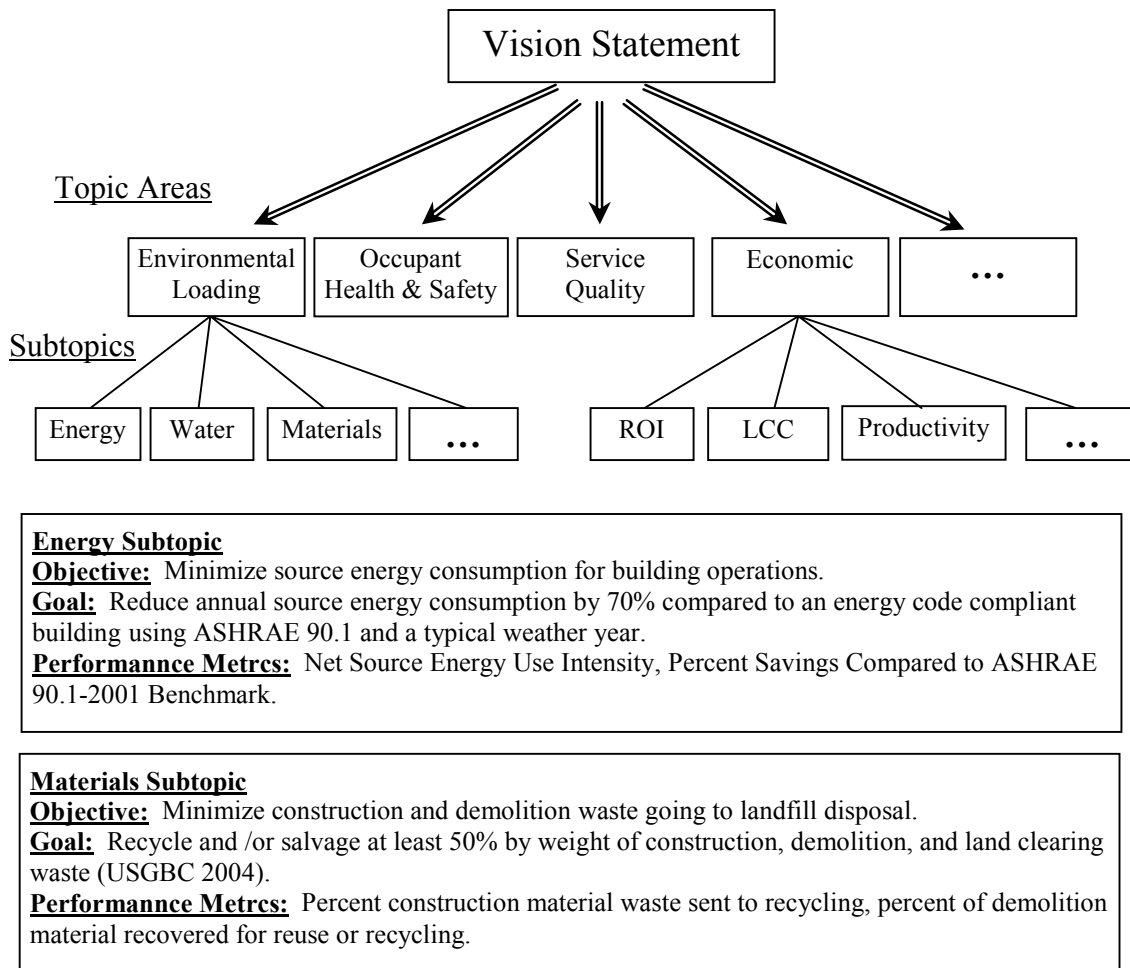 Vision Statement
Topic Areas
Environmental
Loading
Occupant
Health & Safety
Service
Quality
Economic
...
Subtopics
Energy
Water
Materials
...
ROI
LCC
Productivity
...
Energy Subtopic
Objective: Minimize source energy consumption for building operations.
Goal: Reduce annual source energy consumption by 70% compared to an energy code compliant
building using ASHRAE 90.1 and a typical weather year.
Performannce Metrcs: Net Source Energy Use Intensity, Percent Savings Compared to ASHRAE
90.1-2001 Benchmark.
Materials Subtopic
Objective: Minimize construction and demolition waste going to landfill disposal.
Goal: Recycle and /or salvage at least 50% by weight of construction, demolition, and land clearing
waste (USGBC 2004).
Performannce Metrcs: Percent construction material waste sent to recycling, percent of demolition
material recovered for reuse or recycling.